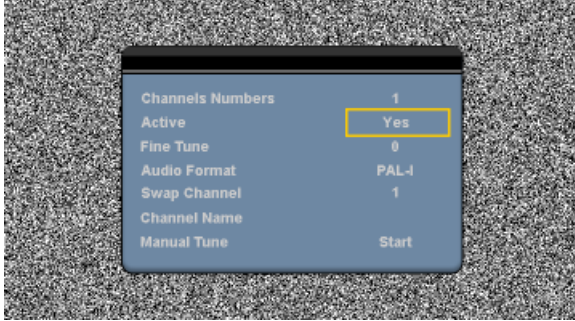 Channels Numbers 1
Active Yes
Fine Tune 0
Audio Format PAL-I
Swap Channel 1
Channel Name
Manual Tune Start